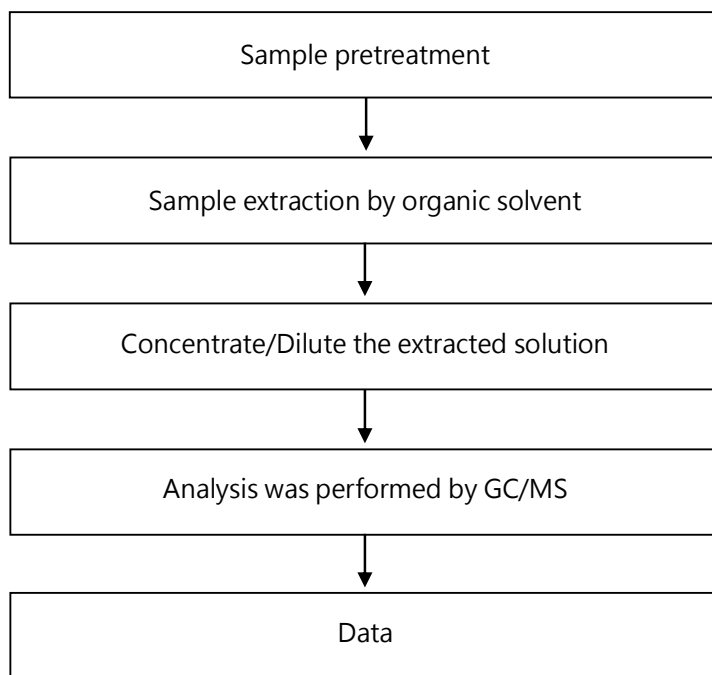 Sample pretreatment
Sample extraction by organic solvent
Concentrate/Dilute the extracted solution
Analysis was performed by GC/MS
Data